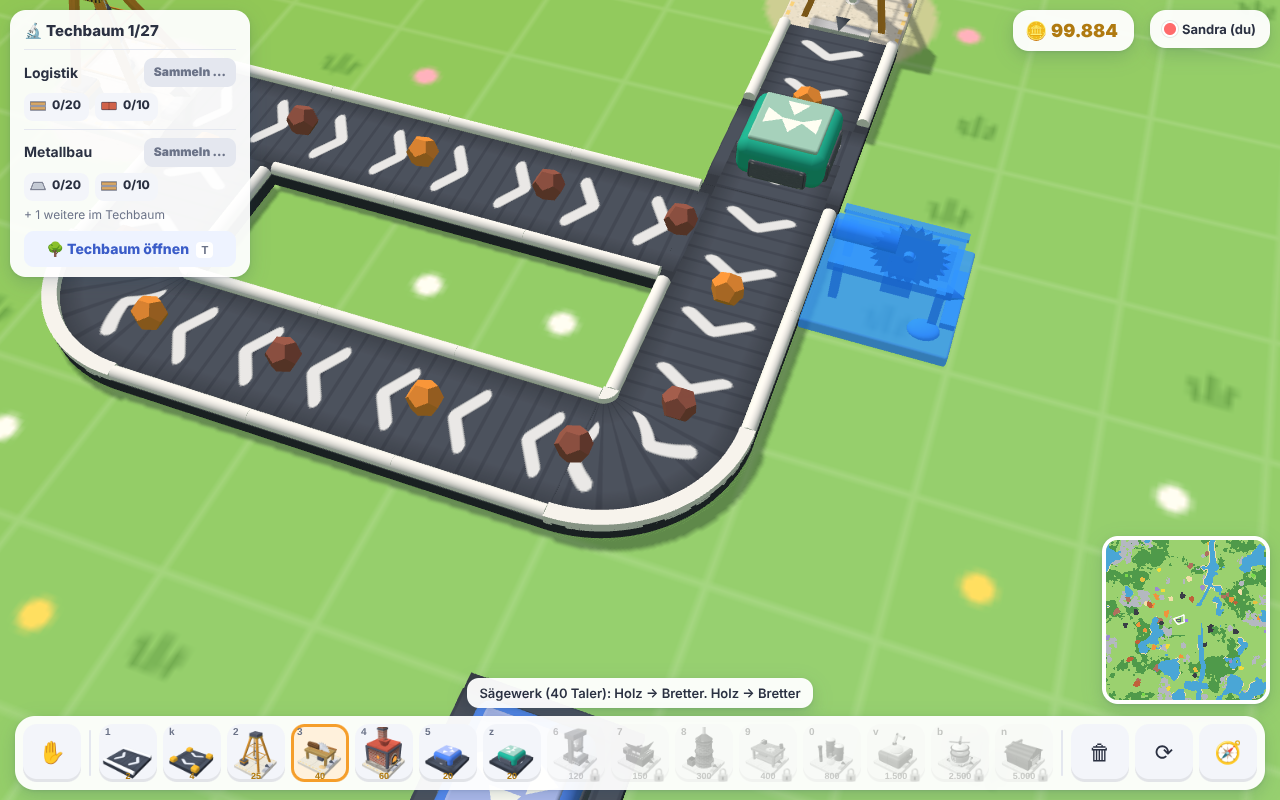 Techbaum 1/27
Logistik
Sammeln ...
0/20
0/10
Metallbau
Sammeln ...
0/20
0/10
+ 1 weitere im Techbaum
Techbaum öffnen T
99.884
Sandra (du)
Sägewerk (40 Taler): Holz → Bretter. Holz → Bretter
1 k 2 3 4 5 z 6 7 8 9 0 v b n
25 40 60 20 20 120 150 300 400 800 1.500 2.500 5.000